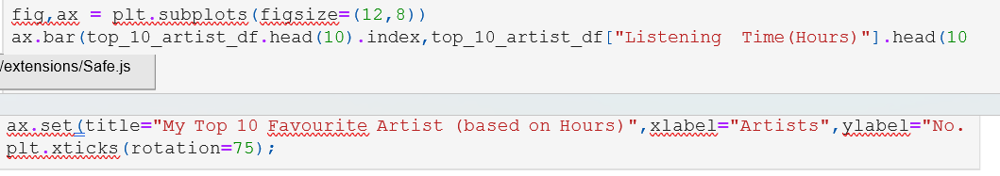 fig,ax = plt.subplots(figsize=(12,8))
ax.bar(top_10_artist_df.head(10).index,top_10_artist_df["Listening  Time(Hours)"].head(10
/extensions/Safe.js
ax.set(title="My Top 10 Favourite Artist (based on Hours)",xlabel="Artists",ylabel="No.
plt.xticks(rotation=75);